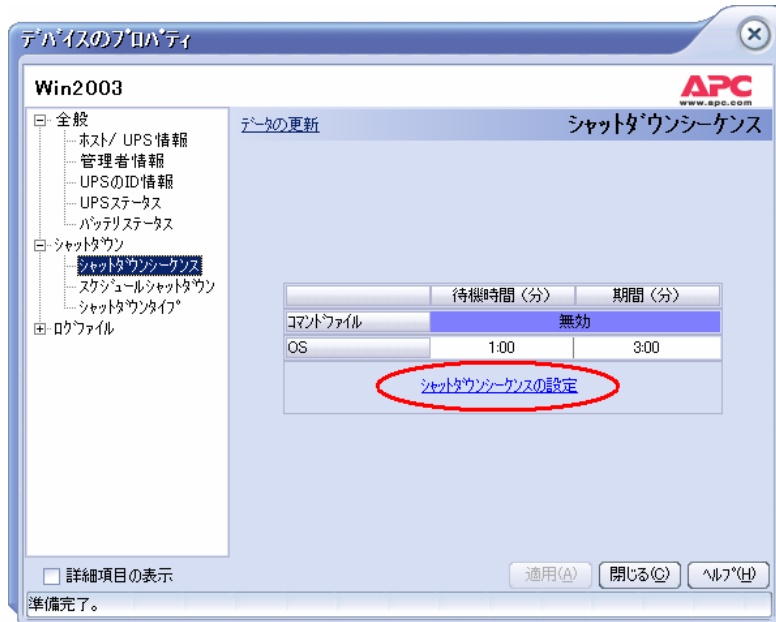 デバイスのプロパティ
Win2003
APC
www.apc.com
全般
ホスト/ UPS情報
管理者情報
UPSのID情報
UPSステータス
バッテリステータス
シャットダウン
シャットダウンシーケンス
スケジュールシャットダウン
シャットダウンタイプ
ログファイル
データの更新
シャットダウンシーケンス
待機時間(分) 期間(分)
コマンドファイル 無効
OS 1:00 3:00
シャットダウンシーケンスの設定
詳細項目の表示
適用(A) 閉じる(C) ヘルプ(H)
準備完了。